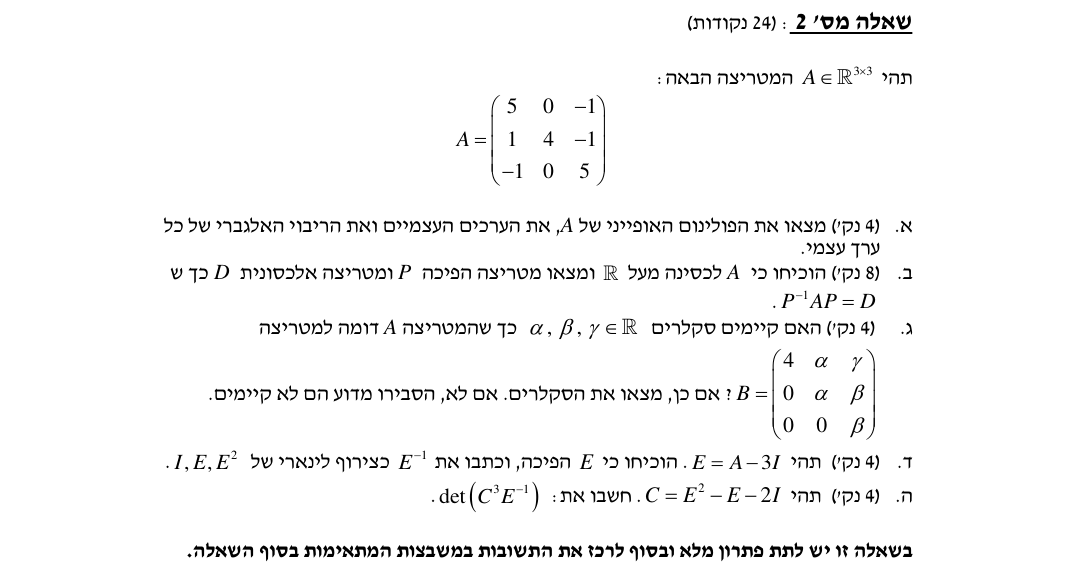 שאלה מס׳ 2 : (24 נקודות)
תהי A ∈ ℝ³ˣ³ המטריצה הבאה :
A = ( 5 0 −1
1 4 −1
−1 0 5 )
א. (4 נק׳) מצאו את הפולינום האופייני של A, את הערכים העצמיים ואת הריבוי האלגברי של כל
ערך עצמי.
ב. (8 נק׳) הוכיחו כי A לכסינה מעל ℝ ומצאו מטריצה הפיכה P ומטריצה אלכסונית D כך ש
P⁻¹AP = D .
ג. (4 נק׳) האם קיימים סקלרים α, β, γ ∈ ℝ כך שהמטריצה A דומה למטריצה
B = ( 4 α γ
0 α β
0 0 β ) ? אם כן, מצאו את הסקלרים. אם לא, הסבירו מדוע הם לא קיימים.
ד. (4 נק׳) תהי E = A − 3I . הוכיחו כי E הפיכה, וכתבו את E⁻¹ כצירוף לינארי של I, E, E² .
ה. (4 נק׳) תהי C = E² − E − 2I . חשבו את : det(C³E⁻¹) .
בשאלה זו יש לתת פתרון מלא ובסוף לרכז את התשובות במשבצות המתאימות בסוף השאלה.